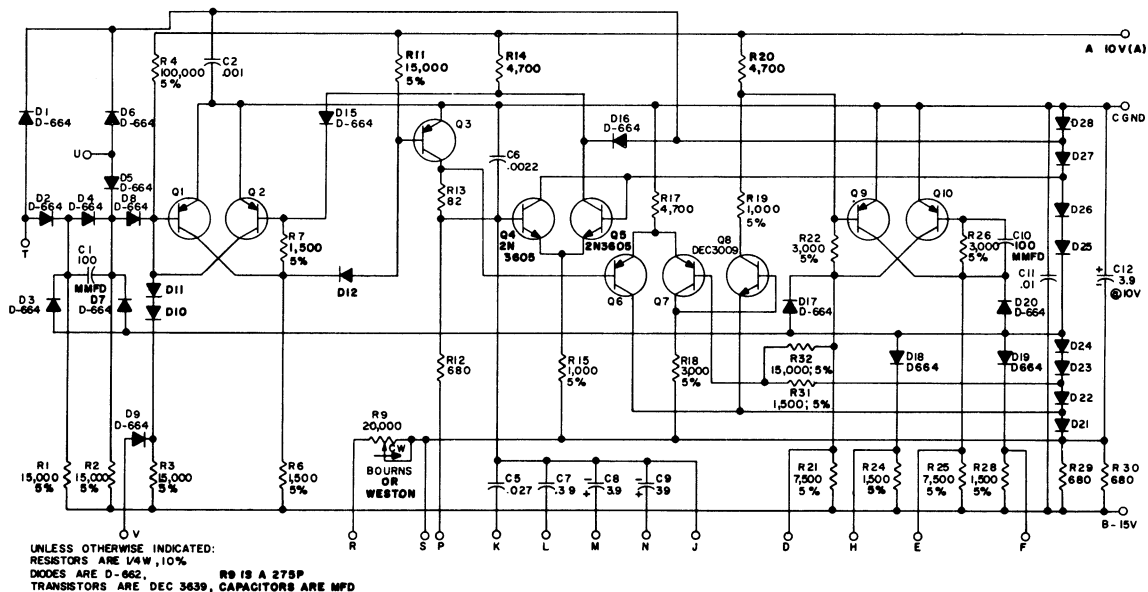 A 10V(A)
R4
100,000
5%
C2
.001
R11
15,000
5%
R14
4,700
R20
4,700
C GND
D1
D-664
D6
D-664
D15
D-664
Q3
D16
D-664
D28
D27
U
D5
D-664
C6
.0022
D2
D-664
D4
D-664
D8
D-664
Q1
Q2
R13
82
R17
4,700
R19
1,000
5%
Q9
Q10
D26
T
C1
100
MMFD
R7
1,500
5%
Q4
2N
3605
Q5
2N3605
Q8
DEC3009
R22
3,000
5%
R26
3,000
5%
C10
100
MMFD
D25
C11
.01
C12
3.9
@10V
D3
D-664
D7
D-664
D11
D10
D12
Q6
Q7
D17
D-664
D20
D-664
R12
680
R15
1,000
5%
R18
3,000
5%
R32
15,000; 5%
R31
1,500; 5%
D18
D664
D19
D664
D24
D23
D22
D21
D9
D-664
R9
20,000
CW
BOURNS
OR
WESTON
R1
15,000
5%
R2
15,000
5%
R3
15,000
5%
R6
1,500
5%
C5
.027
C7
.39
C8
3.9
C9
39
R21
7,500
5%
R24
1,500
5%
R25
7,500
5%
R28
1,500
5%
R29
680
R30
680
B-15V
V
R
S
P
K
L
M
N
J
D
H
E
F
UNLESS OTHERWISE INDICATED:
RESISTORS ARE 1/4W, 10%
DIODES ARE D-662, R9 IS A 275P
TRANSISTORS ARE DEC 3639, CAPACITORS ARE MFD